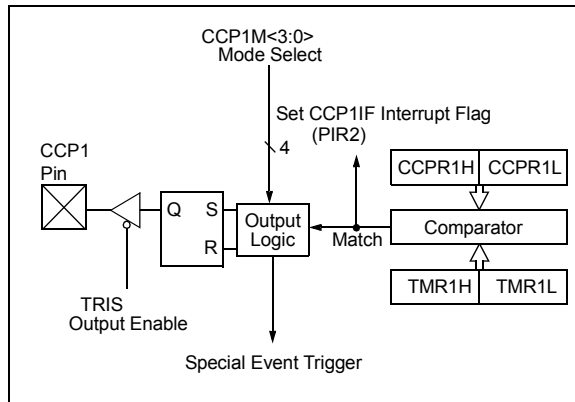 CCP1M<3:0>
Mode Select
Set CCP1IF Interrupt Flag
(PIR2)
4
CCP1
Pin
CCPR1H CCPR1L
Q S
R
Output
Logic
Match
Comparator
TRIS
Output Enable
TMR1H TMR1L
Special Event Trigger